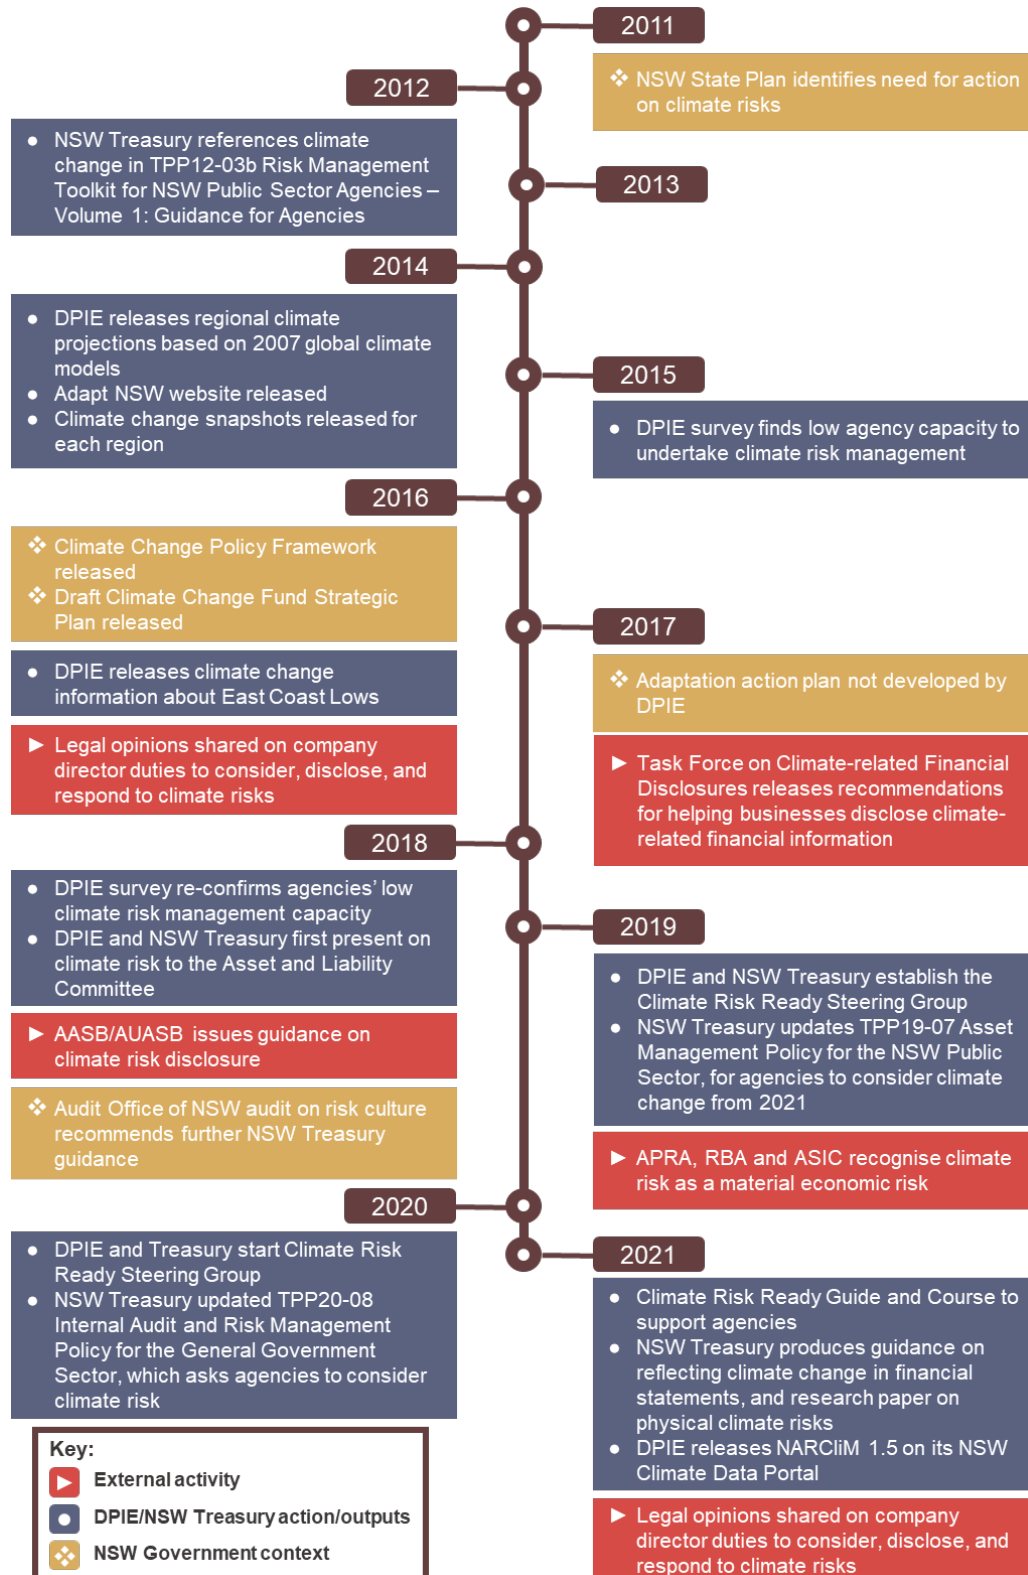 2011
❖ NSW State Plan identifies need for action
on climate risks
2012
● NSW Treasury references climate
change in TPP12-03b Risk Management
Toolkit for NSW Public Sector Agencies –
Volume 1: Guidance for Agencies
2013
2014
● DPIE releases regional climate
projections based on 2007 global climate
models
● Adapt NSW website released
● Climate change snapshots released for
each region
2015
● DPIE survey finds low agency capacity to
undertake climate risk management
2016
❖ Climate Change Policy Framework
released
❖ Draft Climate Change Fund Strategic
Plan released
● DPIE releases climate change
information about East Coast Lows
► Legal opinions shared on company
director duties to consider, disclose, and
respond to climate risks
2017
❖ Adaptation action plan not developed by
DPIE
► Task Force on Climate-related Financial
Disclosures releases recommendations
for helping businesses disclose climate-
related financial information
2018
● DPIE survey re-confirms agencies’ low
climate risk management capacity
● DPIE and NSW Treasury first present on
climate risk to the Asset and Liability
Committee
► AASB/AUASB issues guidance on
climate risk disclosure
❖ Audit Office of NSW audit on risk culture
recommends further NSW Treasury
guidance
2019
● DPIE and NSW Treasury establish the
Climate Risk Ready Steering Group
● NSW Treasury updates TPP19-07 Asset
Management Policy for the NSW Public
Sector, for agencies to consider climate
change from 2021
► APRA, RBA and ASIC recognise climate
risk as a material economic risk
2020
● DPIE and Treasury start Climate Risk
Ready Steering Group
● NSW Treasury updated TPP20-08
Internal Audit and Risk Management
Policy for the General Government
Sector, which asks agencies to consider
climate risk
2021
● Climate Risk Ready Guide and Course to
support agencies
● NSW Treasury produces guidance on
reflecting climate change in financial
statements, and research paper on
physical climate risks
● DPIE releases NARCliM 1.5 on its NSW
Climate Data Portal
► Legal opinions shared on company
director duties to consider, disclose, and
respond to climate risks
Key:
► External activity
● DPIE/NSW Treasury action/outputs
❖ NSW Government context